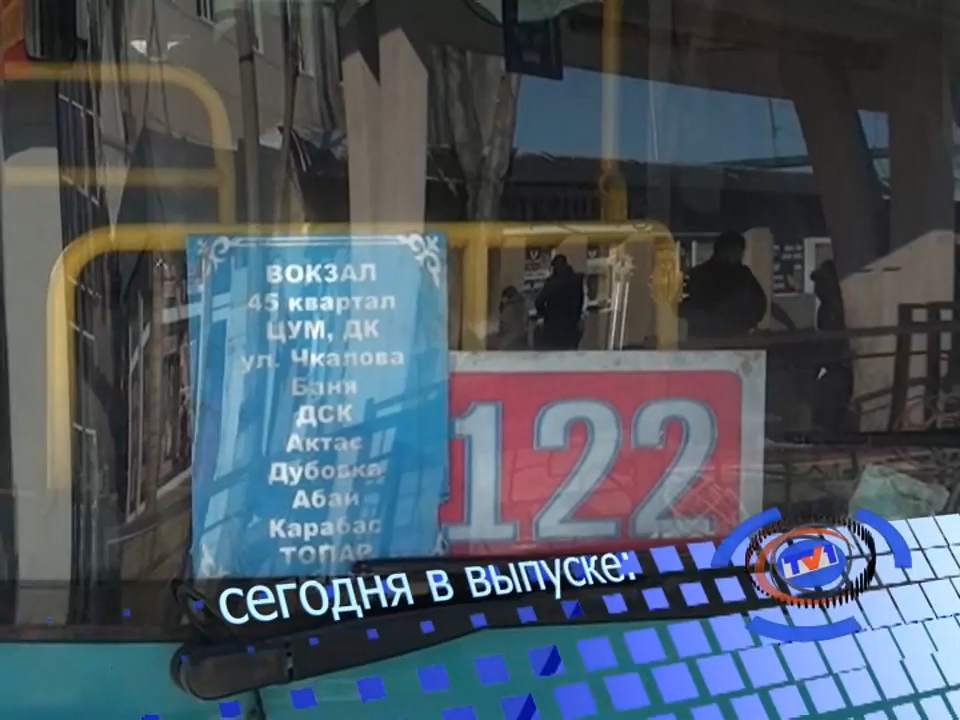 ВОКЗАЛ
45 квартал
ЦУМ, ДК
ул. Чкалова
Баня
ДСК
Актас
Дубовка
Абай
Карабас
ТОПАР
122
сегодня в выпуске:
TV1